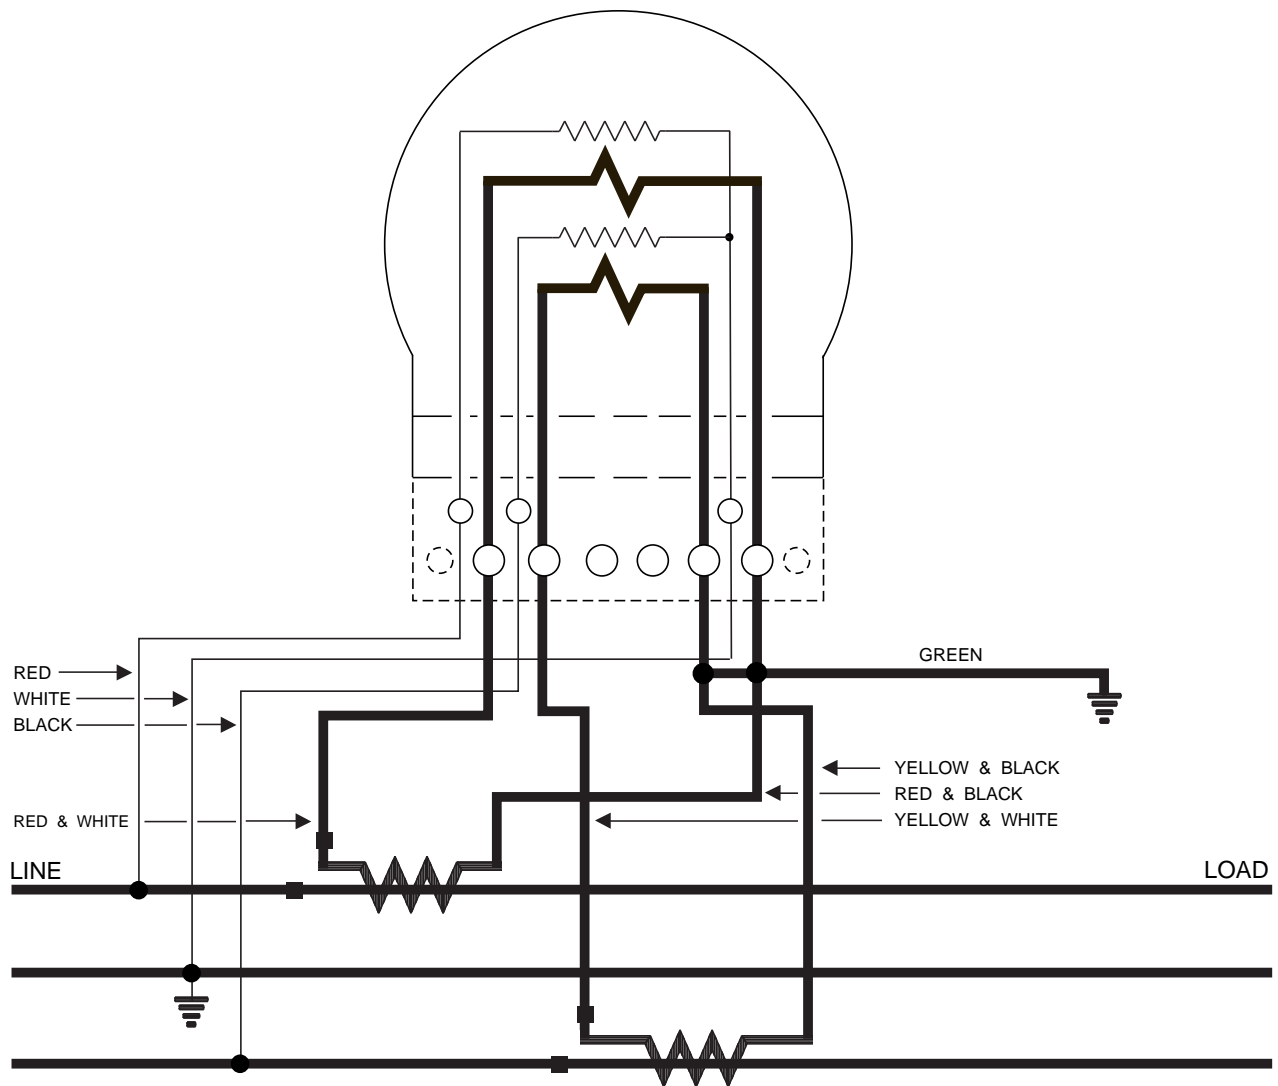 GREEN
RED
WHITE
BLACK
YELLOW & BLACK
RED & BLACK
RED & WHITE
YELLOW & WHITE
LINE
LOAD